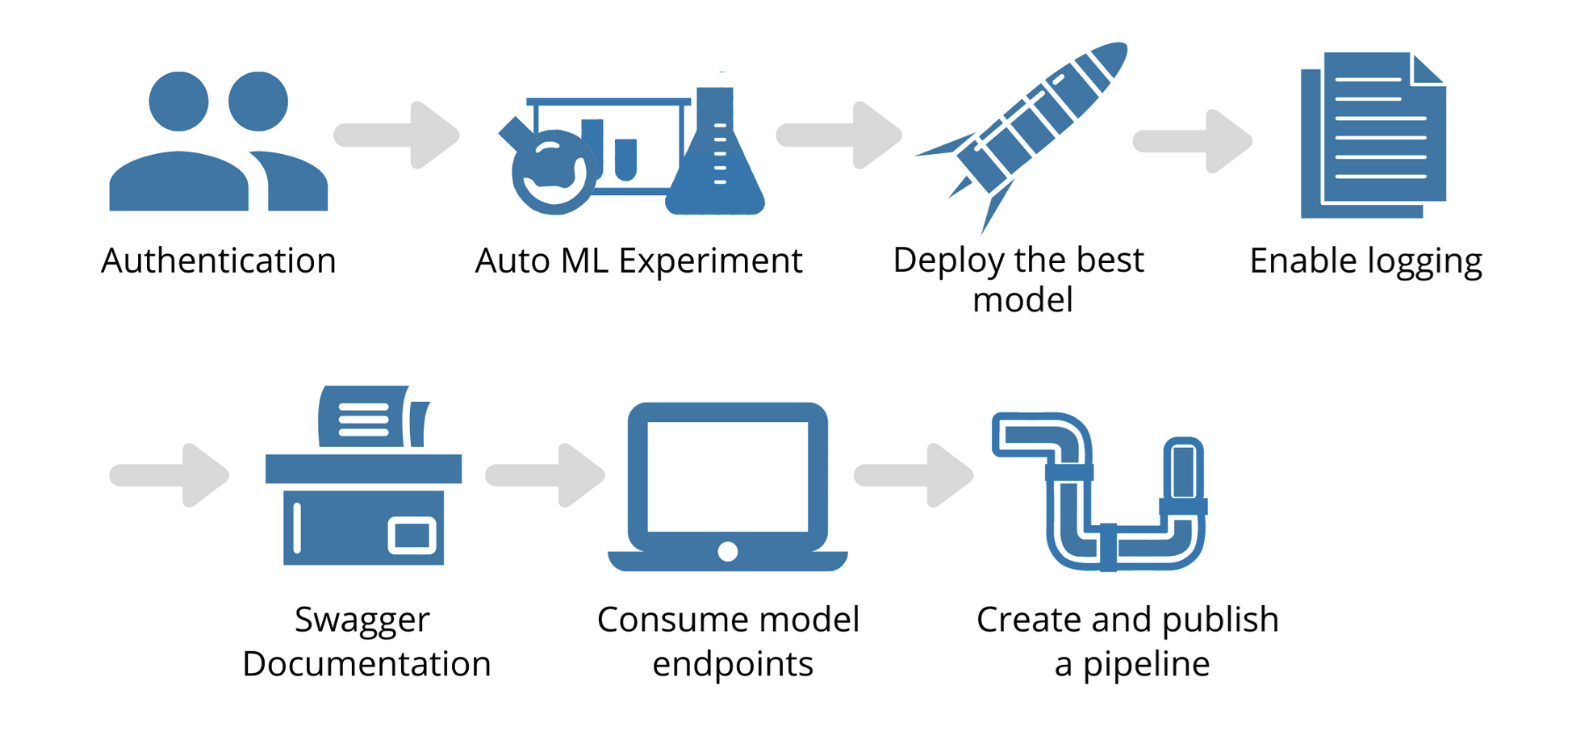 Authentication
Auto ML Experiment
Deploy the best
model
Enable logging
Swagger
Documentation
Consume model
endpoints
Create and publish
a pipeline